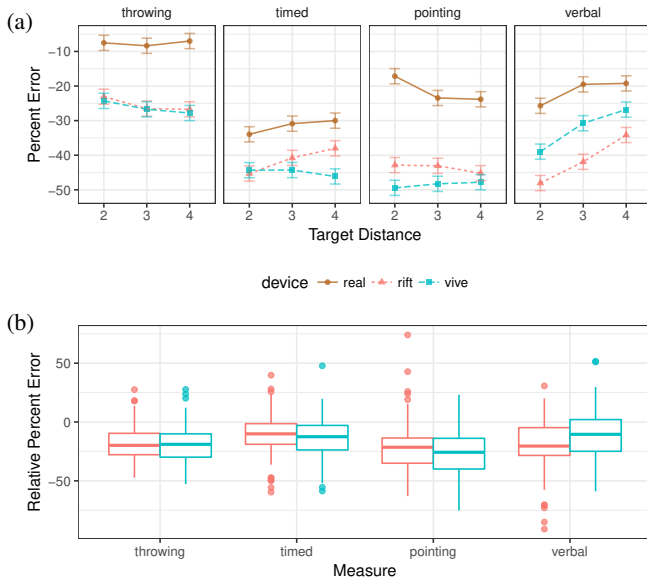 (a)
throwing timed pointing verbal
Percent Error
−10
−20
−30
−40
−50
2 3 4 2 3 4 2 3 4 2 3 4
Target Distance
device real rift vive
(b)
Relative Percent Error
50
0
−50
throwing timed pointing verbal
Measure